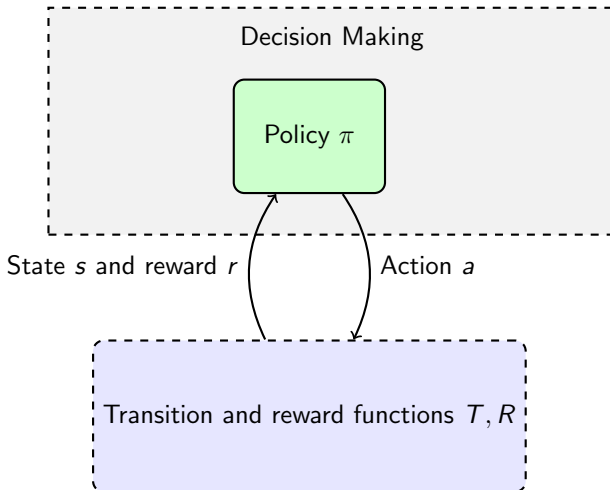 Decision Making
Policy π
State s and reward r
Action a
Transition and reward functions T, R